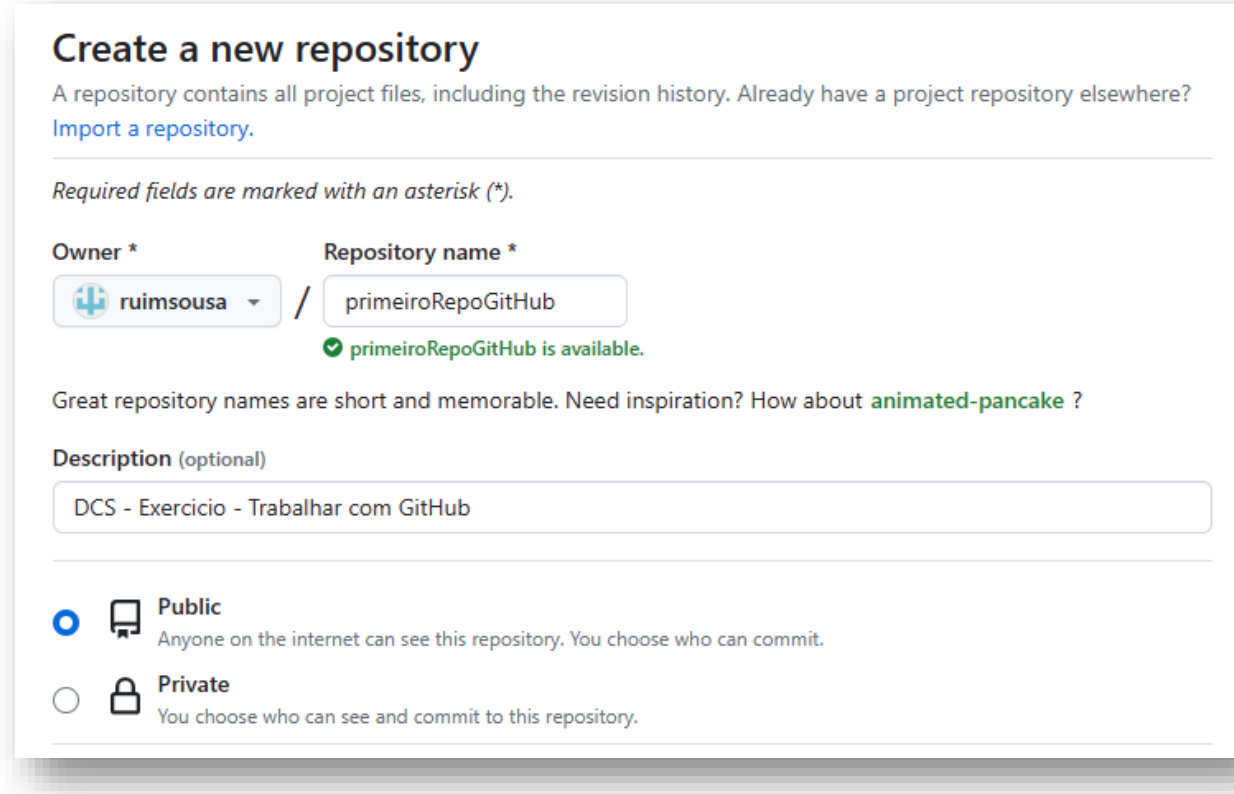 Create a new repository
A repository contains all project files, including the revision history. Already have a project repository elsewhere?
Import a repository.
Required fields are marked with an asterisk (*).
Owner * Repository name *
ruimsousa / primeiroRepoGitHub
primeiroRepoGitHub is available.
Great repository names are short and memorable. Need inspiration? How about animated-pancake ?
Description (optional)
DCS - Exercicio - Trabalhar com GitHub
Public
Anyone on the internet can see this repository. You choose who can commit.
Private
You choose who can see and commit to this repository.